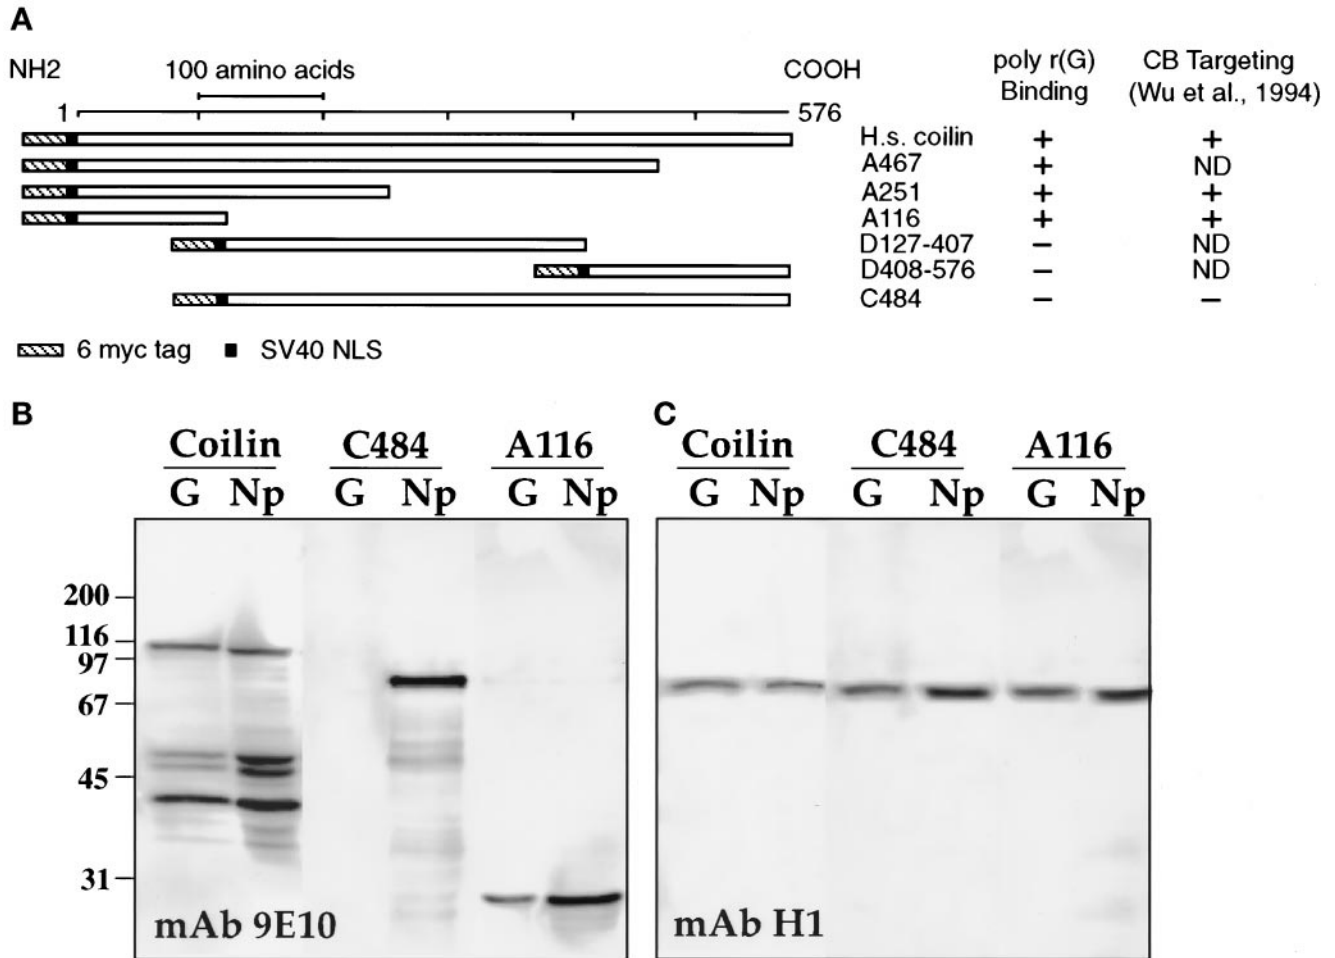 A
NH2 100 amino acids COOH poly r(G) Binding CB Targeting (Wu et al., 1994)
1 576
H.s. coilin + +
A467 + ND
A251 + +
A116 + +
D127-407 − ND
D408-576 − ND
C484 − −
6 myc tag SV40 NLS
B
Coilin C484 A116
G Np G Np G Np
200
116
97
67
45
31
mAb 9E10
C
Coilin C484 A116
G Np G Np G Np
mAb H1